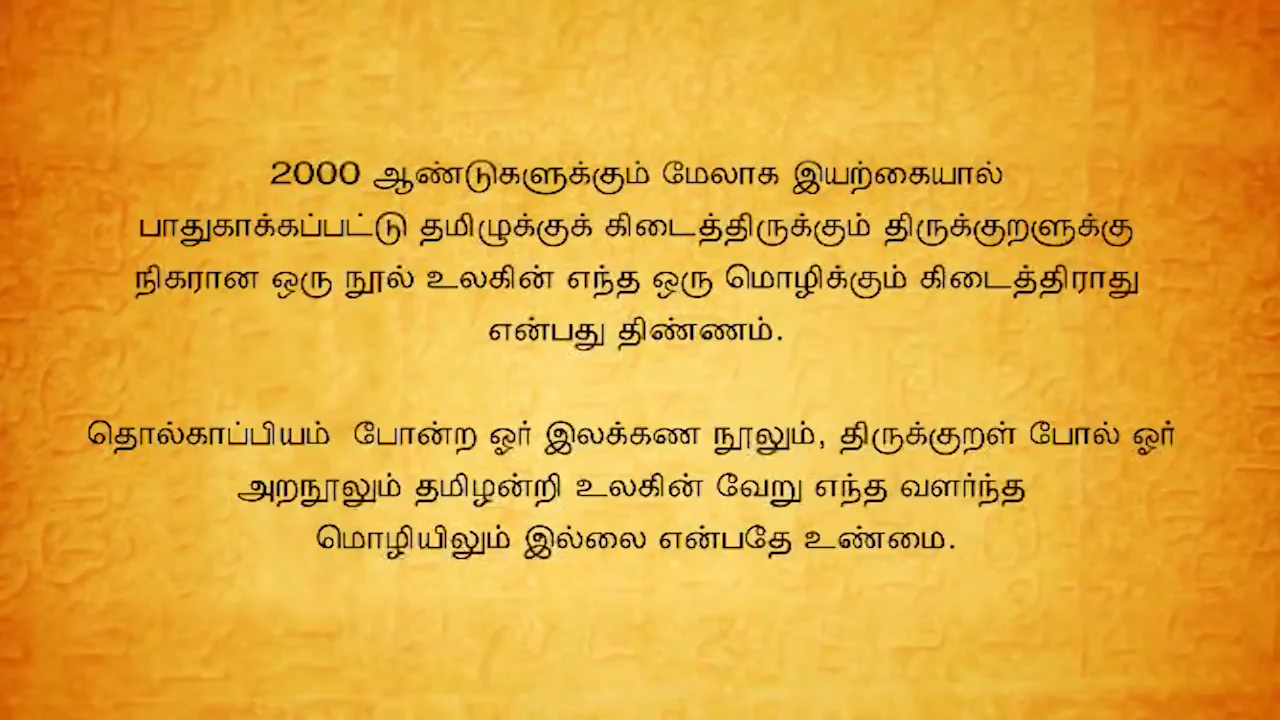 2000 ஆண்டுகளுக்கும் மேலாக இயற்கையால்
பாதுகாக்கப்பட்டு தமிழுக்குக் கிடைத்திருக்கும் திருக்குறளுக்கு
நிகரான ஒரு நூல் உலகின் எந்த ஒரு மொழிக்கும் கிடைத்திராது
என்பது திண்ணம்.
தொல்காப்பியம் போன்ற ஓர் இலக்கண நூலும், திருக்குறள் போல் ஓர்
அறநூலும் தமிழன்றி உலகின் வேறு எந்த வளர்ந்த
மொழியிலும் இல்லை என்பதே உண்மை.